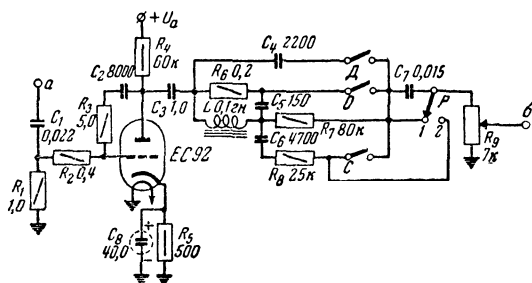 +Uₐ
R₄
60к
C₄ 2200
Д
C₂ 8000
C₃ 1,0
R₆ 0,2
О
C₇ 0,015
Р
а
C₁
0,022
R₃
5,0
L 0,1гн
C₅ 150
R₇ 80к
1 2
б
R₉
7к
R₂ 0,4
EC92
C₆ 4700
R₈ 25к
С
R₁
1,0
+
C₈
40,0
−
R₅
500